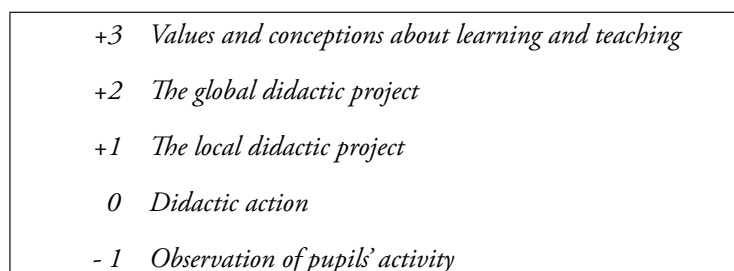 +3 Values and conceptions about learning and teaching
+2 The global didactic project
+1 The local didactic project
0 Didactic action
- 1 Observation of pupils’ activity